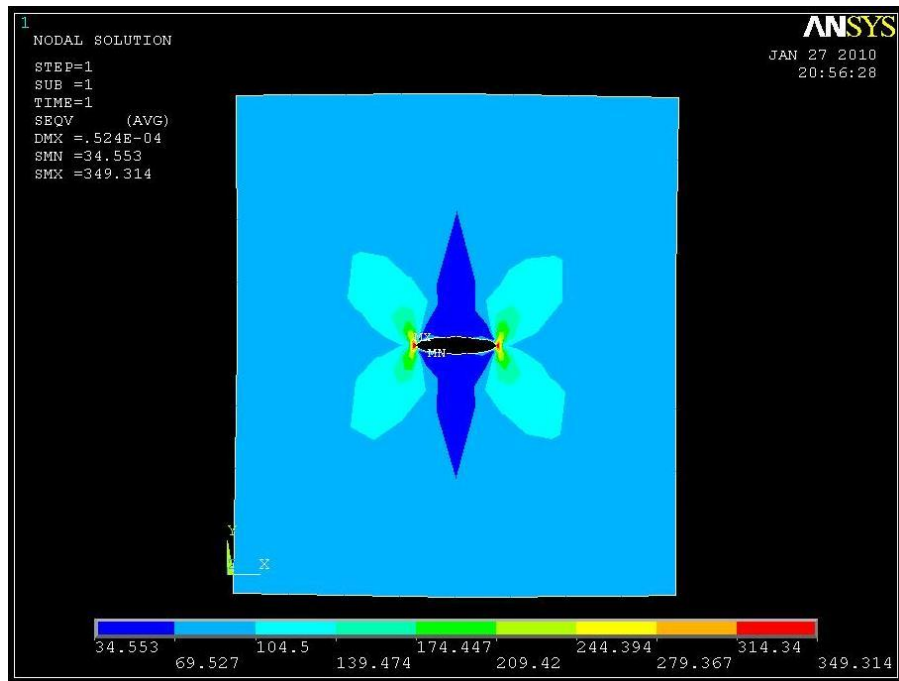 1
ANSYS
NODAL SOLUTION
JAN 27 2010
20:56:28
STEP=1
SUB =1
TIME=1
SEQV (AVG)
DMX =.524E-04
SMN =34.553
SMX =349.314
MX
MN
Y
X
34.553 104.5 174.447 244.394 314.34
69.527 139.474 209.42 279.367 349.314